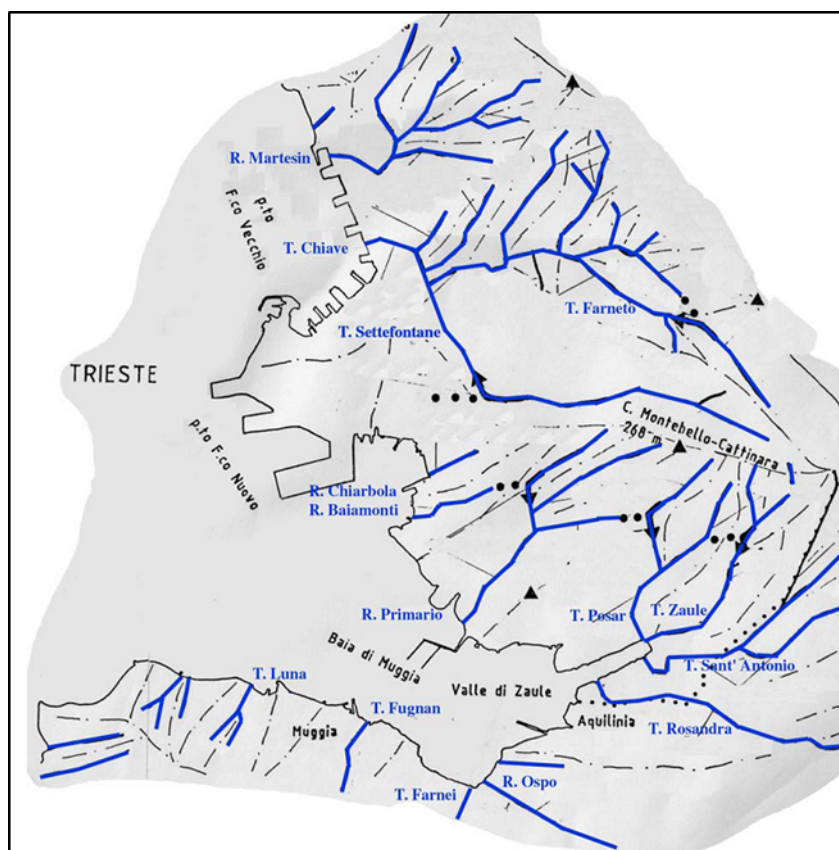 R. Martesin
p.to
F.co Vecchio
T. Chiave
T. Farneto
T. Settefontane
TRIESTE
C. Montebello-Cattinara
268 m
p.to F.co Nuovo
R. Chiarbola
R. Baiamonti
R. Primario
T. Posar
T. Zaule
Baia di Muggia
T. Sant' Antonio
T. Luna
Valle di Zaule
T. Fugnan
Aquilinia
T. Rosandra
Muggia
R. Ospo
T. Farnei